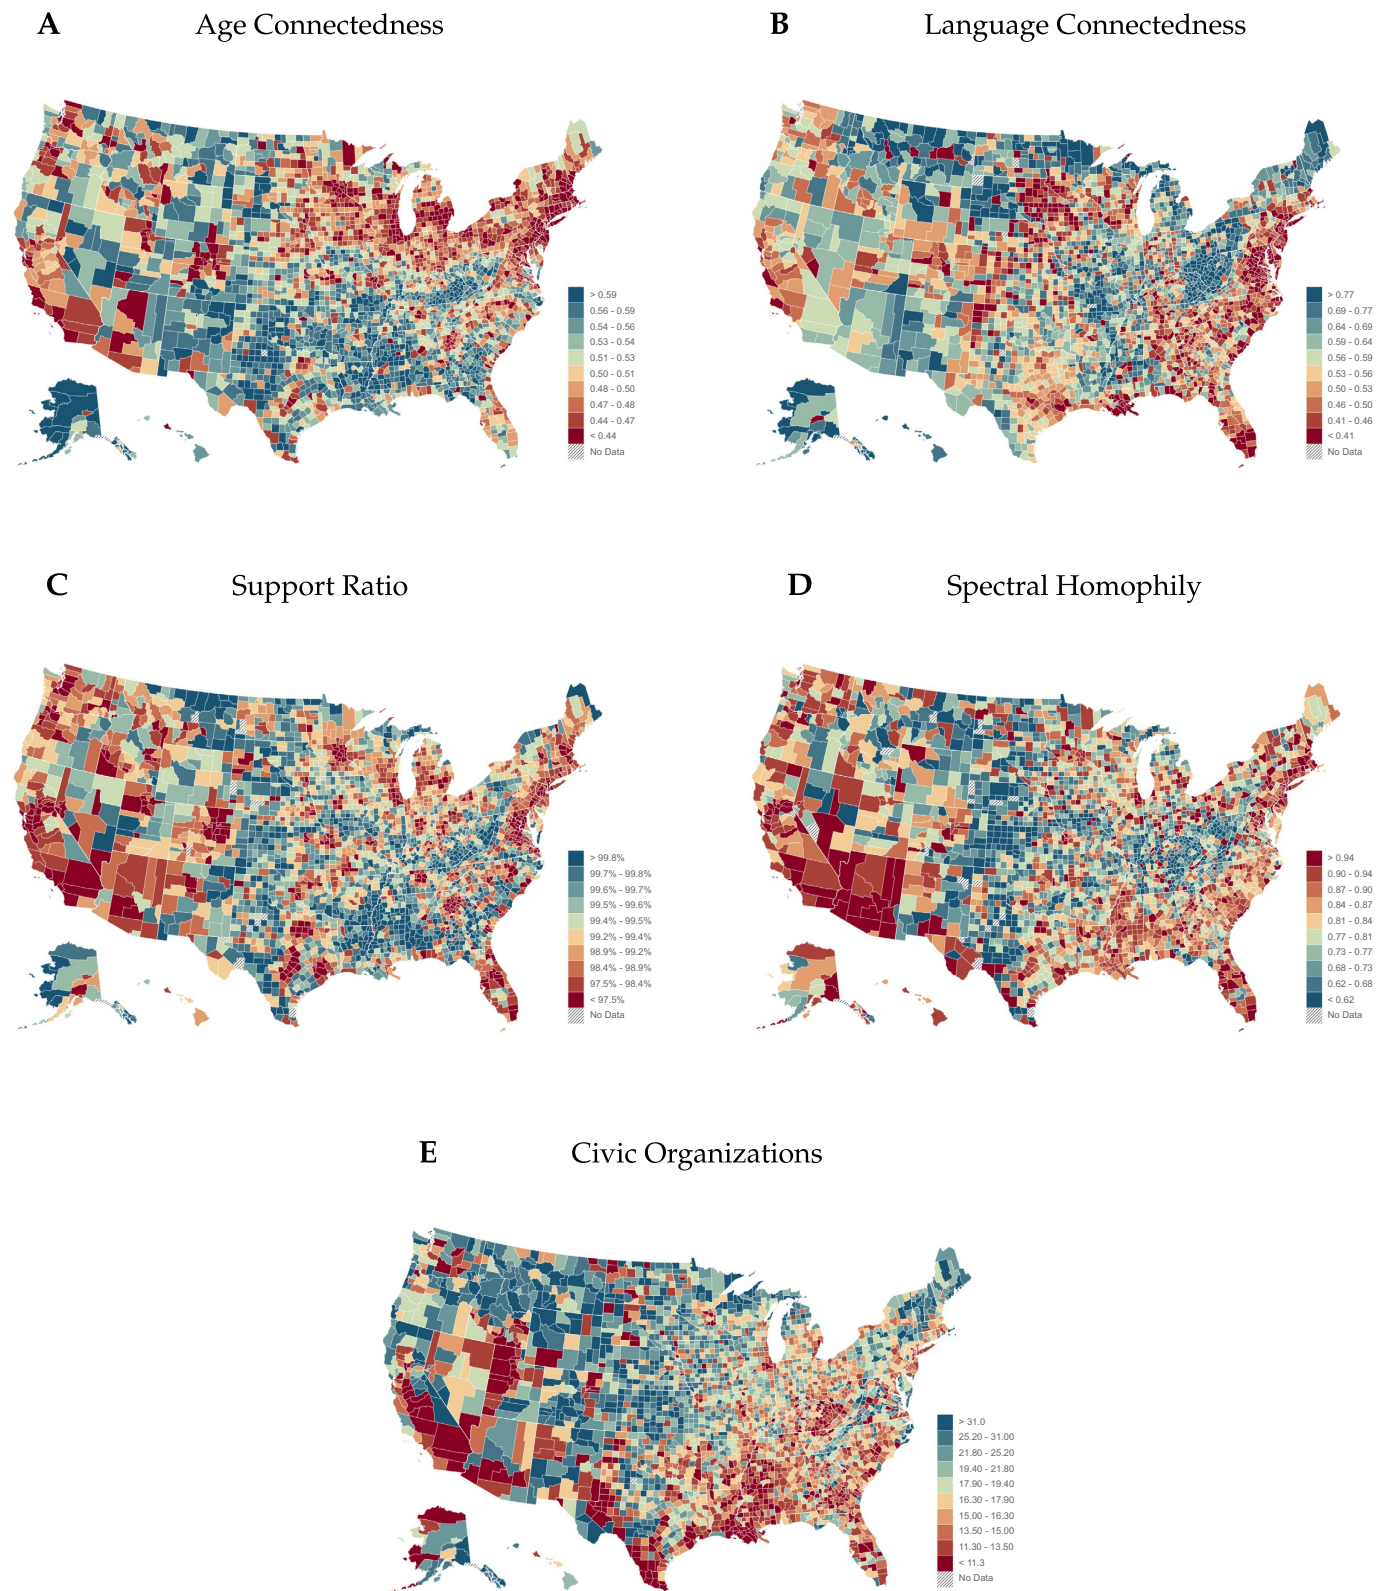 A Age Connectedness
B Language Connectedness
> 0.59
0.56 - 0.59
0.54 - 0.56
0.53 - 0.54
0.51 - 0.53
0.50 - 0.51
0.48 - 0.50
0.47 - 0.48
0.44 - 0.47
< 0.44
No Data
> 0.77
0.69 - 0.77
0.64 - 0.69
0.59 - 0.64
0.56 - 0.59
0.53 - 0.56
0.50 - 0.53
0.46 - 0.50
0.41 - 0.46
< 0.41
No Data
C Support Ratio
D Spectral Homophily
> 99.8%
99.7% - 99.8%
99.6% - 99.7%
99.5% - 99.6%
99.4% - 99.5%
99.2% - 99.4%
98.9% - 99.2%
98.4% - 98.9%
97.5% - 98.4%
< 97.5%
No Data
> 0.94
0.90 - 0.94
0.87 - 0.90
0.84 - 0.87
0.81 - 0.84
0.77 - 0.81
0.73 - 0.77
0.68 - 0.73
0.62 - 0.68
< 0.62
No Data
E Civic Organizations
> 31.0
25.20 - 31.00
21.80 - 25.20
19.40 - 21.80
17.90 - 19.40
16.30 - 17.90
15.00 - 16.30
13.50 - 15.00
11.30 - 13.50
< 11.3
No Data